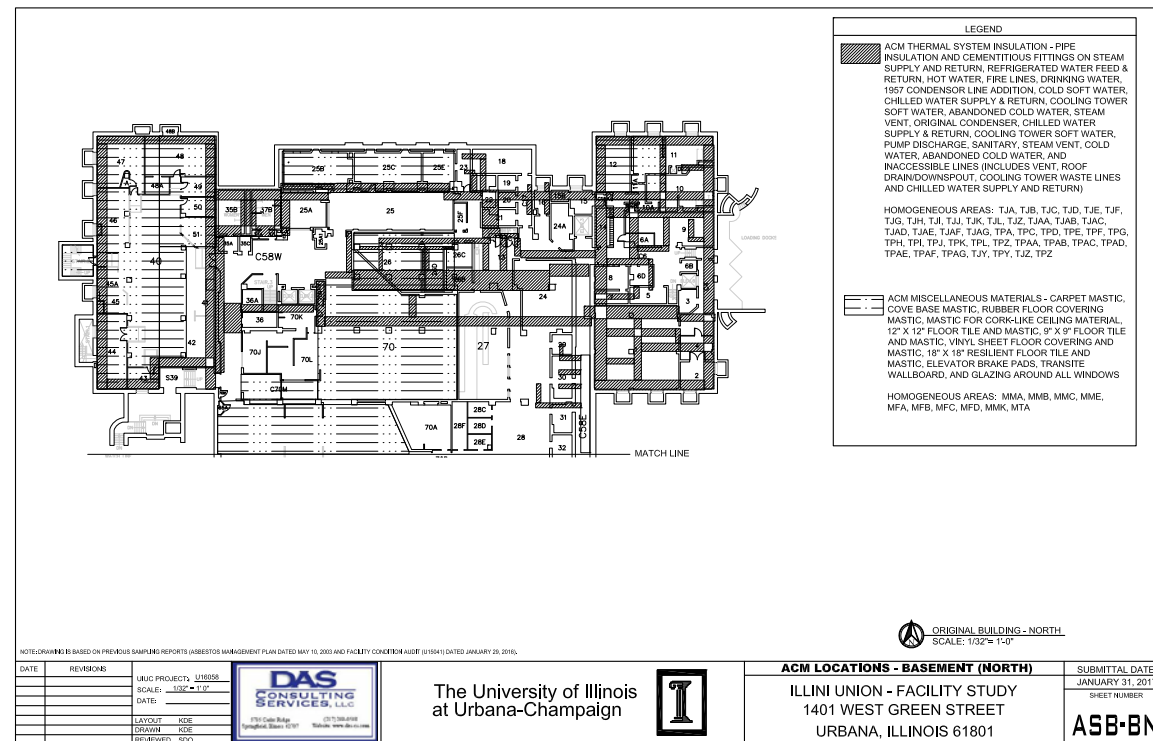 LEGEND
ACM THERMAL SYSTEM INSULATION - PIPE
INSULATION AND CEMENTITIOUS FITTINGS ON STEAM
SUPPLY AND RETURN, REFRIGERATED WATER FEED &
RETURN, HOT WATER, FIRE LINES, DRINKING WATER,
1957 CONDENSOR LINE ADDITION, COLD SOFT WATER,
CHILLED WATER SUPPLY & RETURN, COOLING TOWER
SOFT WATER, ABANDONED COLD WATER, STEAM
VENT, ORIGINAL CONDENSER, CHILLED WATER
SUPPLY & RETURN, COOLING TOWER SOFT WATER,
PUMP DISCHARGE, SANITARY, STEAM VENT, COLD
WATER, ABANDONED COLD WATER, AND
INACCESSIBLE LINES (INCLUDES VENT, ROOF
DRAIN/DOWNSPOUT, COOLING TOWER WASTE LINES
AND CHILLED WATER SUPPLY AND RETURN)
HOMOGENEOUS AREAS: TJA, TJB, TJC, TJD, TJE, TJF,
TJG, TJH, TJI, TJJ, TJK, TJL, TJZ, TJAA, TJAB, TJAC,
TJAD, TJAE, TJAF, TJAG, TPA, TPC, TPD, TPE, TPF, TPG,
TPH, TPI, TPJ, TPK, TPL, TPZ, TPAA, TPAB, TPAC, TPAD,
TPAE, TPAF, TPAG, TJY, TPY, TJZ, TPZ
ACM MISCELLANEOUS MATERIALS - CARPET MASTIC,
COVE BASE MASTIC, RUBBER FLOOR COVERING
MASTIC, MASTIC FOR CORK-LIKE CEILING MATERIAL,
12" X 12" FLOOR TILE AND MASTIC, 9" X 9" FLOOR TILE
AND MASTIC, VINYL SHEET FLOOR COVERING AND
MASTIC, 18" X 18" RESILIENT FLOOR TILE AND
MASTIC, ELEVATOR BRAKE PADS, TRANSITE
WALLBOARD, AND GLAZING AROUND ALL WINDOWS
HOMOGENEOUS AREAS: MMA, MMB, MMC, MME,
MFA, MFB, MFC, MFD, MMK, MTA
48B
47 48 25B 25C 25E 23 18 12 11
48A 49 19 10
50 35B 37B 25A 25 25F 24A 9
46 51 6A
40 C58W 26 26C 6B
45A 24 8 6D
45 36A 5 3
36 70K 70 27
44 42 70J 70L 29
43 S39 30 2
28C 31
70A 28F 28D 28
28E 32
C58E
LOADING DOCK
MATCH LINE
ORIGINAL BUILDING - NORTH
SCALE: 1/32"= 1'-0"
NOTE:DRAWING IS BASED ON PREVIOUS SAMPLING REPORTS (ASBESTOS MANAGEMENT PLAN DATED MAY 10, 2003 AND FACILITY CONDITION AUDIT (U15041) DATED JANUARY 29, 2016).
DATE REVISIONS
UIUC PROJECT: U16058
SCALE: 1/32" = 1' 0"
DATE:
LAYOUT KDE
DRAWN KDE
REVIEWED SDO
DAS
CONSULTING
SERVICES, LLC
The University of Illinois
at Urbana-Champaign
I
ACM LOCATIONS - BASEMENT (NORTH)
ILLINI UNION - FACILITY STUDY
1401 WEST GREEN STREET
URBANA, ILLINOIS 61801
SUBMITTAL DATE
JANUARY 31, 201
SHEET NUMBER
ASB-BN